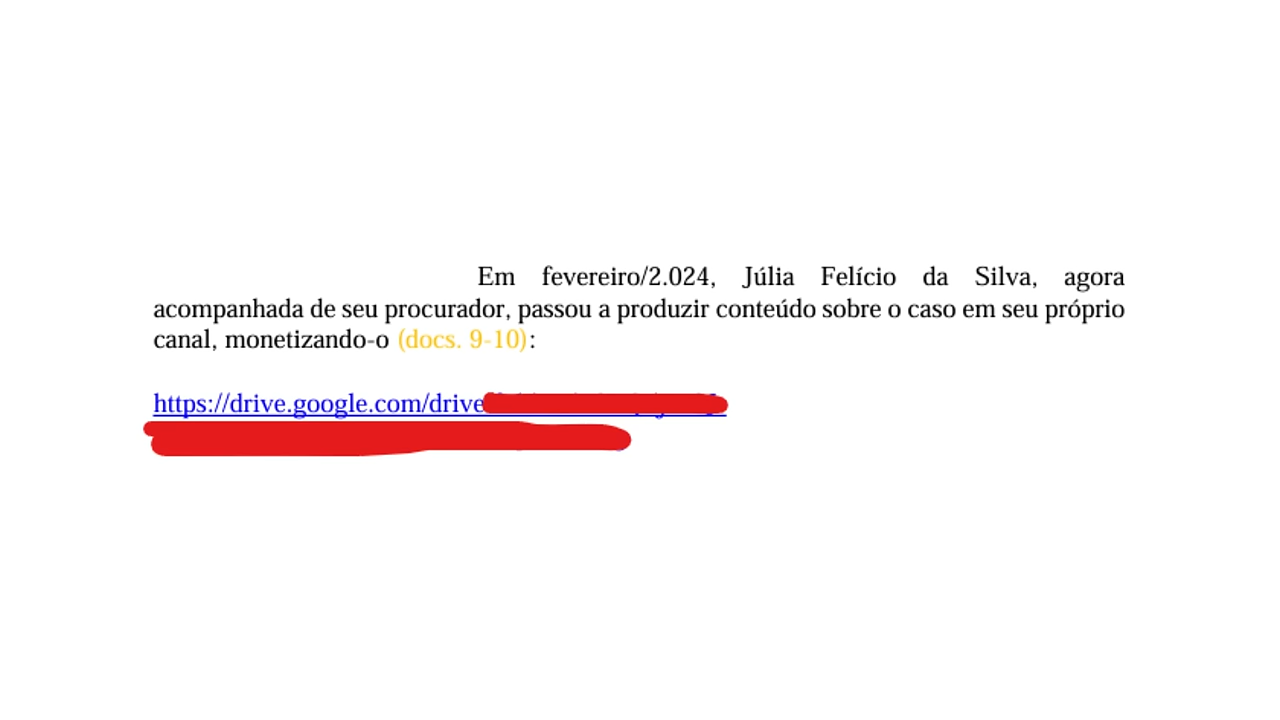 Em fevereiro/2.024, Júlia Felício da Silva, agora
acompanhada de seu procurador, passou a produzir conteúdo sobre o caso em seu próprio
canal, monetizando-o (docs. 9-10):
https://drive.google.com/drive